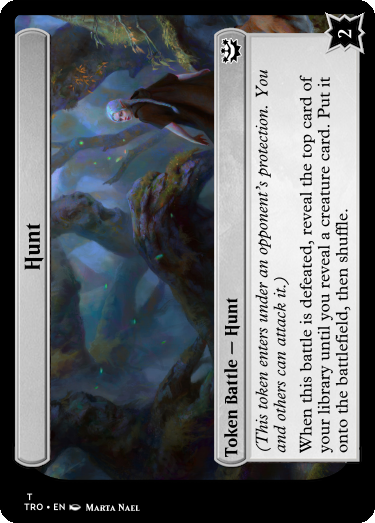 Hunt
Token Battle — Hunt
(This token enters under an opponent's protection. You
and others can attack it.)
When this battle is defeated, reveal the top card of
your library until you reveal a creature card. Put it
onto the battlefield, then shuffle.
2
T
TRO • EN MARTA NAEL